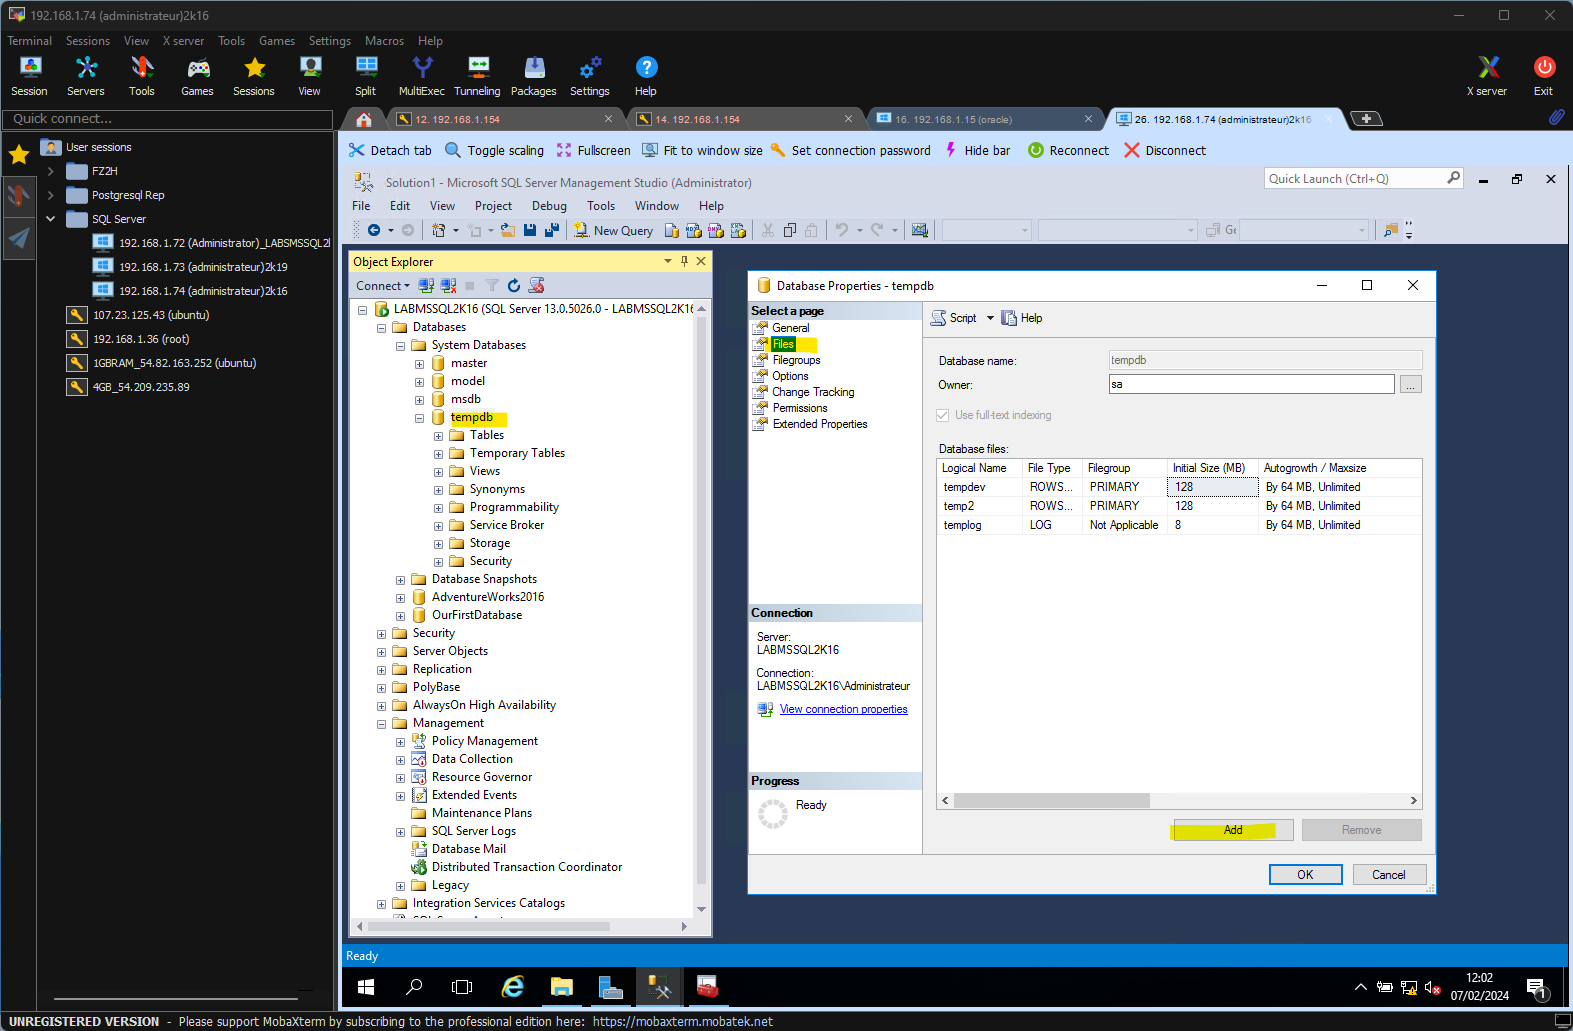 192.168.1.74 (administrateur)2k16
Terminal Sessions View X server Tools Games Settings Macros Help
Session Servers Tools Games Sessions View Split MultiExec Tunneling Packages Settings Help X server Exit
Quick connect...
12. 192.168.1.154
14. 192.168.1.154
16. 192.168.1.15 (oracle)
26. 192.168.1.74 (administrateur)2k16
User sessions
FZ2H
Postgresql Rep
SQL Server
192.168.1.72 (Administrator)_LABSMSSQL2
192.168.1.73 (administrateur)2k19
192.168.1.74 (administrateur)2k16
107.23.125.43 (ubuntu)
192.168.1.36 (root)
1GBRAM_54.82.163.252 (ubuntu)
4GB_54.209.235.89
Detach tab Toggle scaling Fullscreen Fit to window size Set connection password Hide bar Reconnect Disconnect
Solution1 - Microsoft SQL Server Management Studio (Administrator)
Quick Launch (Ctrl+Q)
File Edit View Project Debug Tools Window Help
New Query
Object Explorer
Connect
LABMSSQL2K16 (SQL Server 13.0.5026.0 - LABMSSQL2K16
Databases
System Databases
master
model
msdb
tempdb
Tables
Temporary Tables
Views
Synonyms
Programmability
Service Broker
Storage
Security
Database Snapshots
AdventureWorks2016
OurFirstDatabase
Security
Server Objects
Replication
PolyBase
AlwaysOn High Availability
Management
Policy Management
Data Collection
Resource Governor
Extended Events
Maintenance Plans
SQL Server Logs
Database Mail
Distributed Transaction Coordinator
Legacy
Integration Services Catalogs
Database Properties - tempdb
Select a page
General
Files
Filegroups
Options
Change Tracking
Permissions
Extended Properties
Connection
Server:
LABMSSQL2K16
Connection:
LABMSSQL2K16\Administrateur
View connection properties
Progress
Ready
Script Help
Database name: tempdb
Owner: sa
...
Use full-text indexing
Database files:
Logical Name File Type Filegroup Initial Size (MB) Autogrowth / Maxsize
tempdev ROWS... PRIMARY 128 By 64 MB, Unlimited
temp2 ROWS... PRIMARY 128 By 64 MB, Unlimited
templog LOG Not Applicable 8 By 64 MB, Unlimited
Add Remove
OK Cancel
Ready
12:02
07/02/2024
1
UNREGISTERED VERSION - Please support MobaXterm by subscribing to the professional edition here: https://mobaxterm.mobatek.net